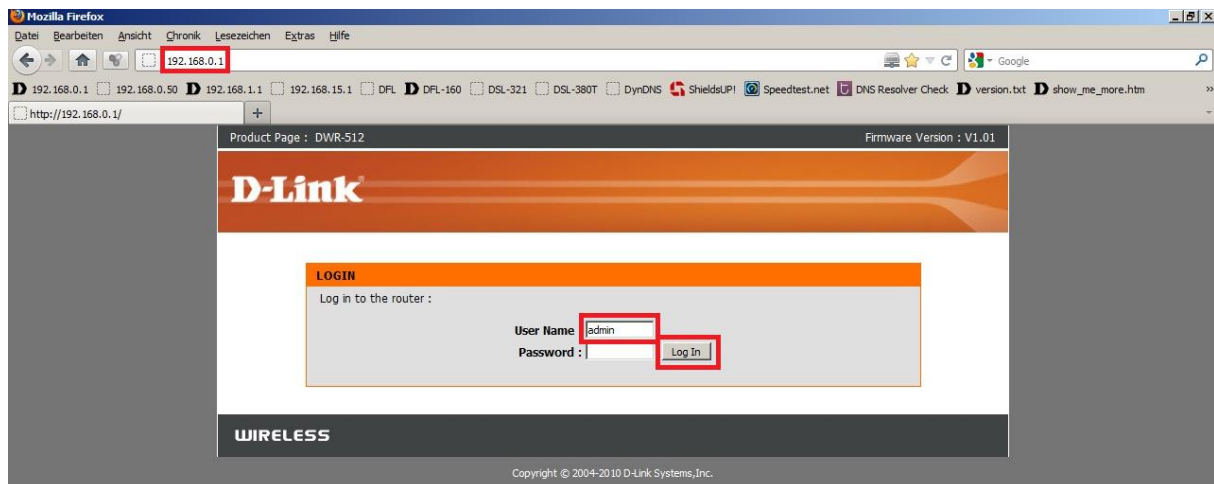 Mozilla Firefox
Datei Bearbeiten Ansicht Chronik Lesezeichen Extras Hilfe
192.168.0.1 Google
192.168.0.1 192.168.0.50 192.168.1.1 192.168.15.1 DFL DFL-160 DSL-321 DSL-380T DynDNS ShieldsUP! Speedtest.net DNS Resolver Check version.txt show_me_more.htm »
http://192.168.0.1/ +
Product Page : DWR-512 Firmware Version : V1.01
D-Link
LOGIN
Log in to the router :
User Name admin
Password : Log In
WIRELESS
Copyright © 2004-2010 D-Link Systems,Inc.